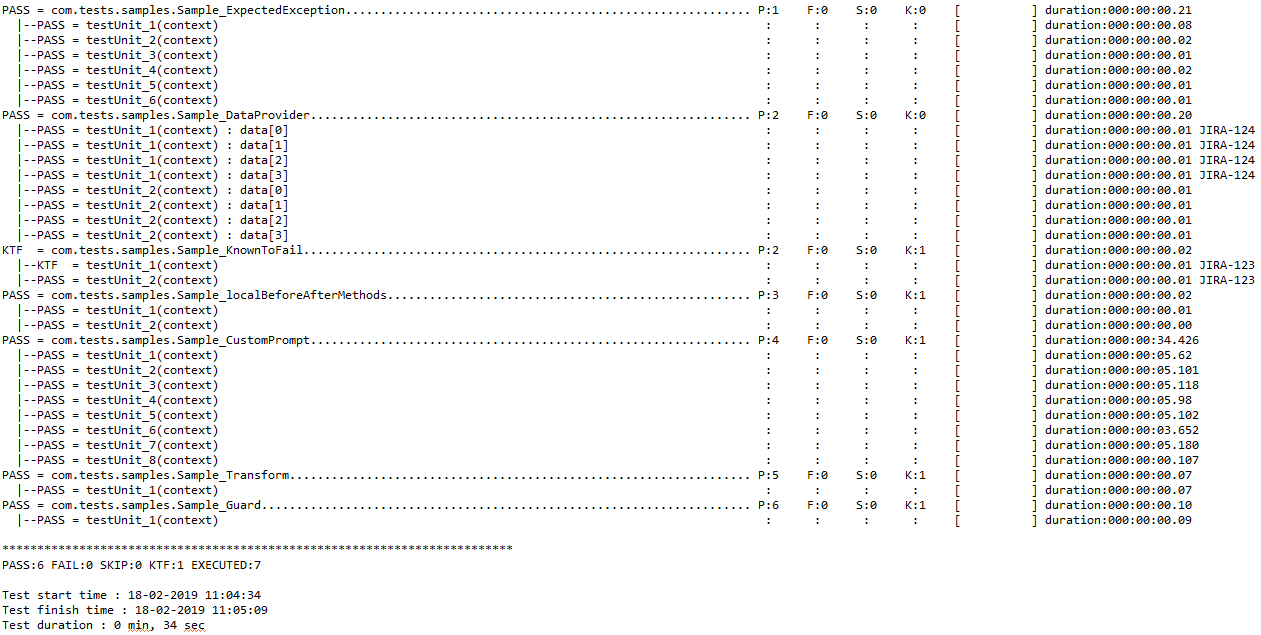 PASS = com.tests.samples.Sample_ExpectedException.......................................................... P:1    F:0    S:0    K:0    [          ] duration:000:00:00.21
  |--PASS = testUnit_1(context)                                                                              :      :      :      :     [          ] duration:000:00:00.08
  |--PASS = testUnit_2(context)                                                                              :      :      :      :     [          ] duration:000:00:00.02
  |--PASS = testUnit_3(context)                                                                              :      :      :      :     [          ] duration:000:00:00.01
  |--PASS = testUnit_4(context)                                                                              :      :      :      :     [          ] duration:000:00:00.02
  |--PASS = testUnit_5(context)                                                                              :      :      :      :     [          ] duration:000:00:00.01
  |--PASS = testUnit_6(context)                                                                              :      :      :      :     [          ] duration:000:00:00.01
PASS = com.tests.samples.Sample_DataProvider............................................................... P:2    F:0    S:0    K:0    [          ] duration:000:00:00.20
  |--PASS = testUnit_1(context) : data[0]                                                                    :      :      :      :     [          ] duration:000:00:00.01 JIRA-124
  |--PASS = testUnit_1(context) : data[1]                                                                    :      :      :      :     [          ] duration:000:00:00.01 JIRA-124
  |--PASS = testUnit_1(context) : data[2]                                                                    :      :      :      :     [          ] duration:000:00:00.01 JIRA-124
  |--PASS = testUnit_1(context) : data[3]                                                                    :      :      :      :     [          ] duration:000:00:00.01 JIRA-124
  |--PASS = testUnit_2(context) : data[0]                                                                    :      :      :      :     [          ] duration:000:00:00.01
  |--PASS = testUnit_2(context) : data[1]                                                                    :      :      :      :     [          ] duration:000:00:00.01
  |--PASS = testUnit_2(context) : data[2]                                                                    :      :      :      :     [          ] duration:000:00:00.01
  |--PASS = testUnit_2(context) : data[3]                                                                    :      :      :      :     [          ] duration:000:00:00.01
KTF  = com.tests.samples.Sample_KnownToFail................................................................ P:2    F:0    S:0    K:1    [          ] duration:000:00:00.02
  |--KTF  = testUnit_1(context)                                                                              :      :      :      :     [          ] duration:000:00:00.01 JIRA-123
  |--PASS = testUnit_2(context)                                                                              :      :      :      :     [          ] duration:000:00:00.01 JIRA-123
PASS = com.tests.samples.Sample_localBeforeAfterMethods.................................................... P:3    F:0    S:0    K:1    [          ] duration:000:00:00.02
  |--PASS = testUnit_1(context)                                                                              :      :      :      :     [          ] duration:000:00:00.01
  |--PASS = testUnit_2(context)                                                                              :      :      :      :     [          ] duration:000:00:00.00
PASS = com.tests.samples.Sample_CustomPrompt............................................................... P:4    F:0    S:0    K:1    [          ] duration:000:00:34.426
  |--PASS = testUnit_1(context)                                                                              :      :      :      :     [          ] duration:000:00:05.62
  |--PASS = testUnit_2(context)                                                                              :      :      :      :     [          ] duration:000:00:05.101
  |--PASS = testUnit_3(context)                                                                              :      :      :      :     [          ] duration:000:00:05.118
  |--PASS = testUnit_4(context)                                                                              :      :      :      :     [          ] duration:000:00:05.98
  |--PASS = testUnit_5(context)                                                                              :      :      :      :     [          ] duration:000:00:05.102
  |--PASS = testUnit_6(context)                                                                              :      :      :      :     [          ] duration:000:00:03.652
  |--PASS = testUnit_7(context)                                                                              :      :      :      :     [          ] duration:000:00:05.180
  |--PASS = testUnit_8(context)                                                                              :      :      :      :     [          ] duration:000:00:00.107
PASS = com.tests.samples.Sample_Transform.................................................................. P:5    F:0    S:0    K:1    [          ] duration:000:00:00.07
  |--PASS = testUnit_1(context)                                                                              :      :      :      :     [          ] duration:000:00:00.07
PASS = com.tests.samples.Sample_Guard...................................................................... P:6    F:0    S:0    K:1    [          ] duration:000:00:00.10
  |--PASS = testUnit_1(context)                                                                              :      :      :      :     [          ] duration:000:00:00.09
*************************************************************************
PASS:6 FAIL:0 SKIP:0 KTF:1 EXECUTED:7
Test start time : 18-02-2019 11:04:34
Test finish time : 18-02-2019 11:05:09
Test duration : 0 min, 34 sec